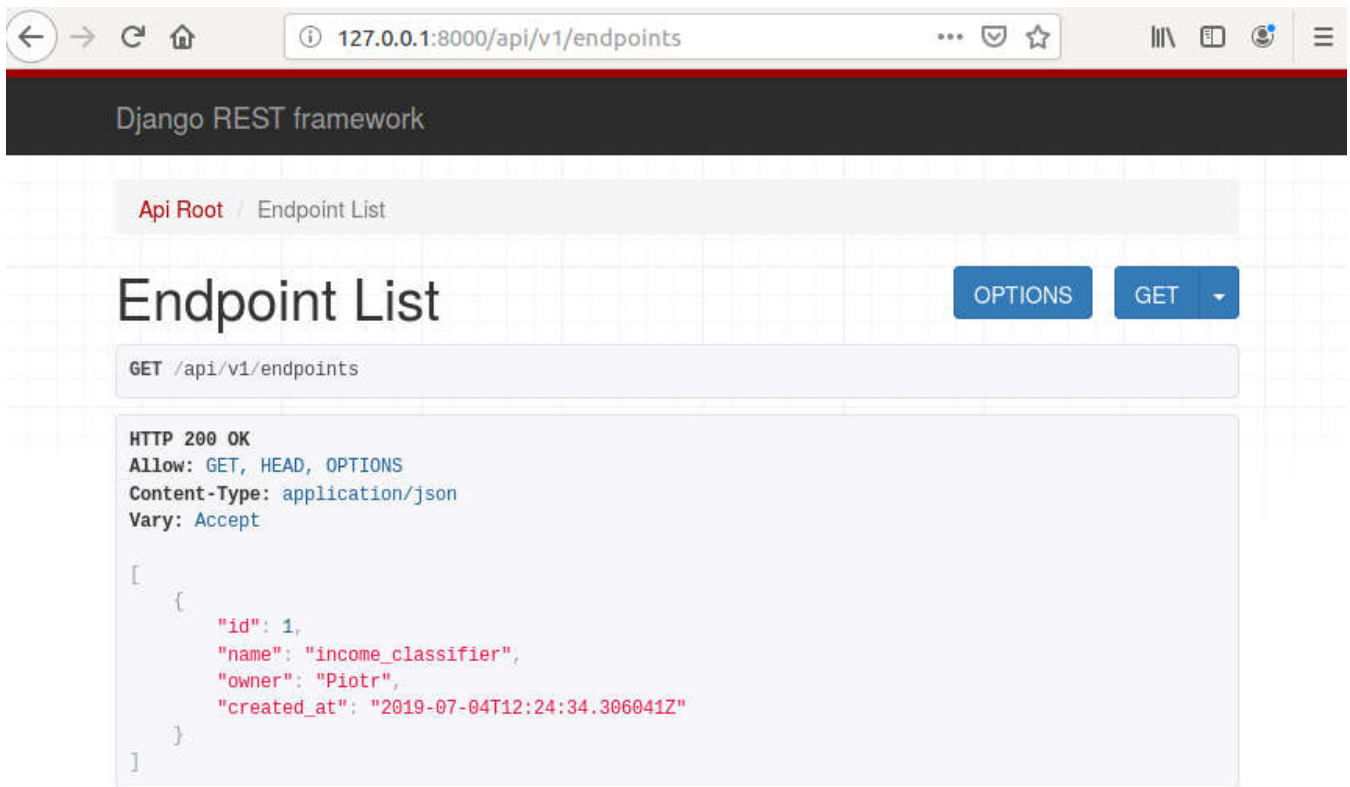 127.0.0.1:8000/api/v1/endpoints
Django REST framework
Api Root / Endpoint List
Endpoint List
OPTIONS GET
GET /api/v1/endpoints
HTTP 200 OK
Allow: GET, HEAD, OPTIONS
Content-Type: application/json
Vary: Accept
[
    {
        "id": 1,
        "name": "income_classifier",
        "owner": "Piotr",
        "created_at": "2019-07-04T12:24:34.306041Z"
    }
]